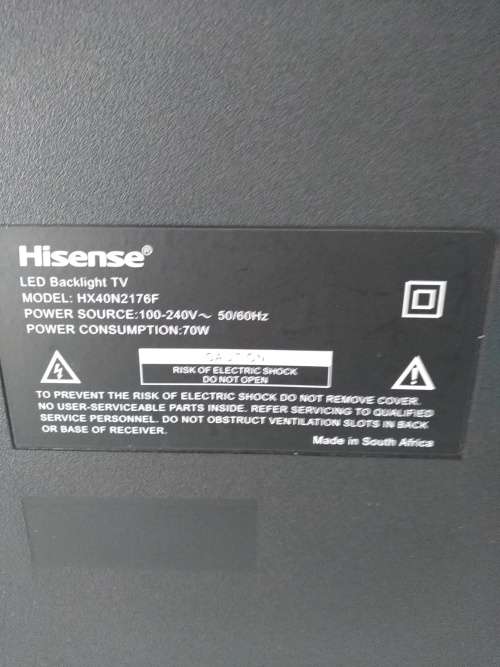 Hisense®
LED Backlight TV
MODEL: HX40N2176F
POWER SOURCE:100-240V～ 50/60Hz
POWER CONSUMPTION:70W
CAUTION
RISK OF ELECTRIC SHOCK
DO NOT OPEN
TO PREVENT THE RISK OF ELECTRIC SHOCK DO NOT REMOVE COVER.
NO USER-SERVICEABLE PARTS INSIDE. REFER SERVICING TO QUALIFIED
SERVICE PERSONNEL. DO NOT OBSTRUCT VENTILATION SLOTS IN BACK
OR BASE OF RECEIVER.
Made in South Africa